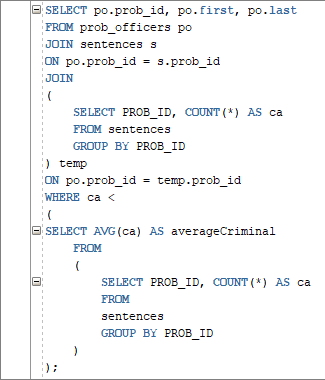 SELECT po.prob_id, po.first, po.last
FROM prob_officers po
JOIN sentences s
ON po.prob_id = s.prob_id
JOIN
(
SELECT PROB_ID, COUNT(*) AS ca
FROM sentences
GROUP BY PROB_ID
) temp
ON po.prob_id = temp.prob_id
WHERE ca <
(
SELECT AVG(ca) AS averageCriminal
FROM
(
SELECT PROB_ID, COUNT(*) AS ca
FROM
sentences
GROUP BY PROB_ID
)
);